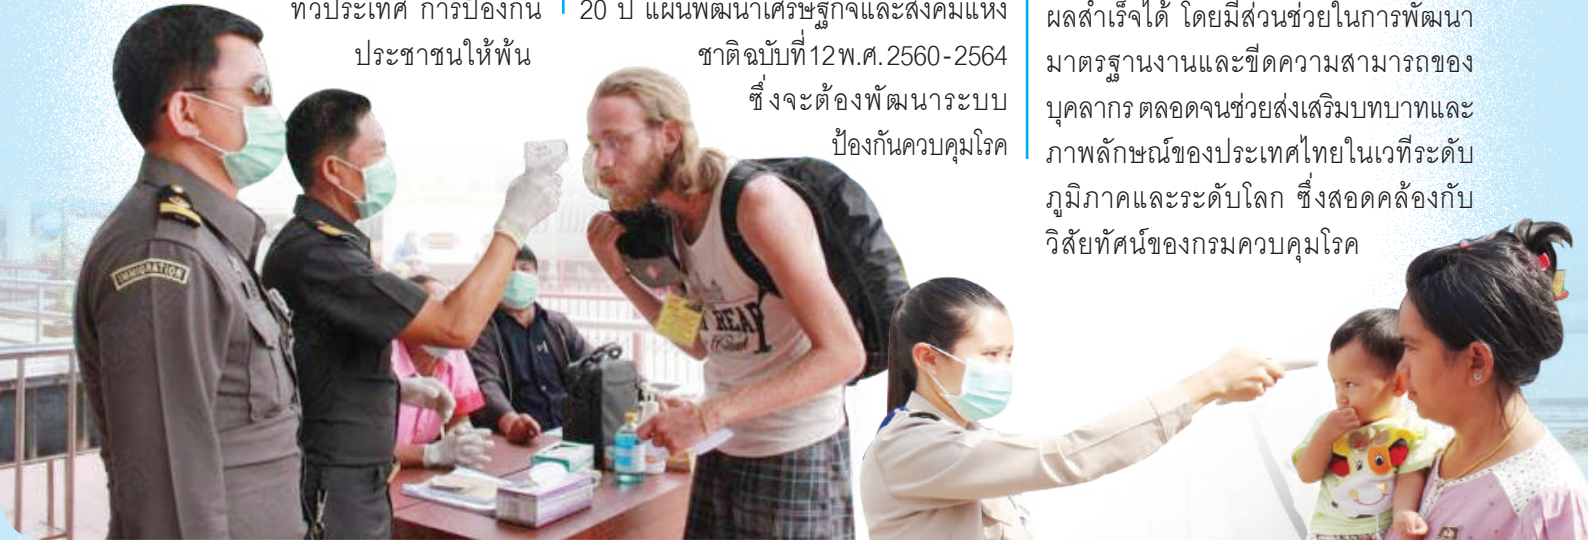 ทั่วประเทศ การป้องกัน
ประชาชนให้พ้น
20 ปี แผนพัฒนาเศรษฐกิจและสังคมแห่ง
ชาติฉบับที่ 12 พ.ศ. 2560 - 2564
ซึ่งจะต้องพัฒนาระบบ
ป้องกันควบคุมโรค
ผลสำเร็จได้ โดยมีส่วนช่วยในการพัฒนา
มาตรฐานงานและขีดความสามารถของ
บุคลากร ตลอดจนช่วยส่งเสริมบทบาทและ
ภาพลักษณ์ของประเทศไทยในเวทีระดับ
ภูมิภาคและระดับโลก ซึ่งสอดคล้องกับ
วิสัยทัศน์ของกรมควบคุมโรค
IMMIGRATION